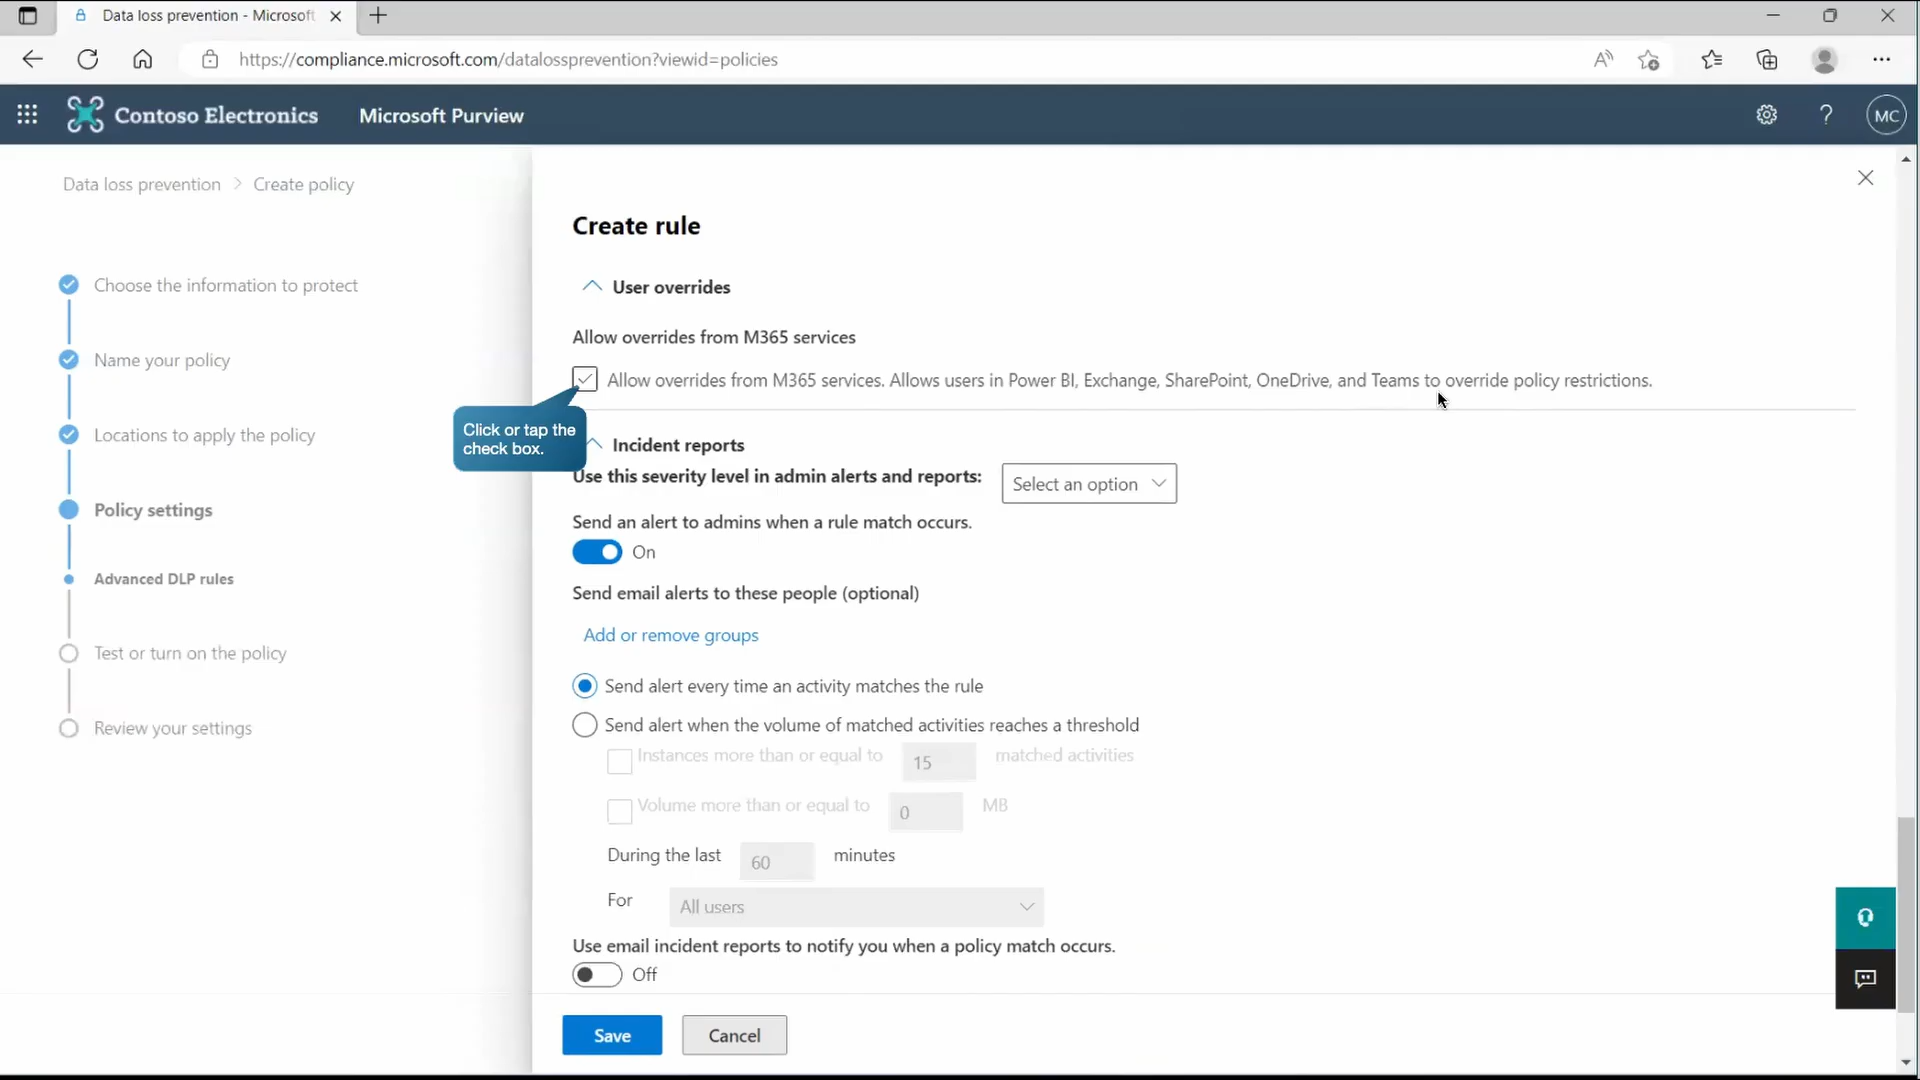 Data loss prevention - Microsoft
https://compliance.microsoft.com/datalossprevention?viewid=policies
Contoso Electronics
Microsoft Purview
MC
Data loss prevention > Create policy
Choose the information to protect
Name your policy
Locations to apply the policy
Policy settings
Advanced DLP rules
Test or turn on the policy
Review your settings
Create rule
User overrides
Allow overrides from M365 services
Allow overrides from M365 services. Allows users in Power BI, Exchange, SharePoint, OneDrive, and Teams to override policy restrictions.
Click or tap the
check box.
Incident reports
Use this severity level in admin alerts and reports:
Select an option
Send an alert to admins when a rule match occurs.
On
Send email alerts to these people (optional)
Add or remove groups
Send alert every time an activity matches the rule
Send alert when the volume of matched activities reaches a threshold
Instances more than or equal to 15 matched activities
Volume more than or equal to 0 MB
During the last 60 minutes
For All users
Use email incident reports to notify you when a policy match occurs.
Off
Save Cancel